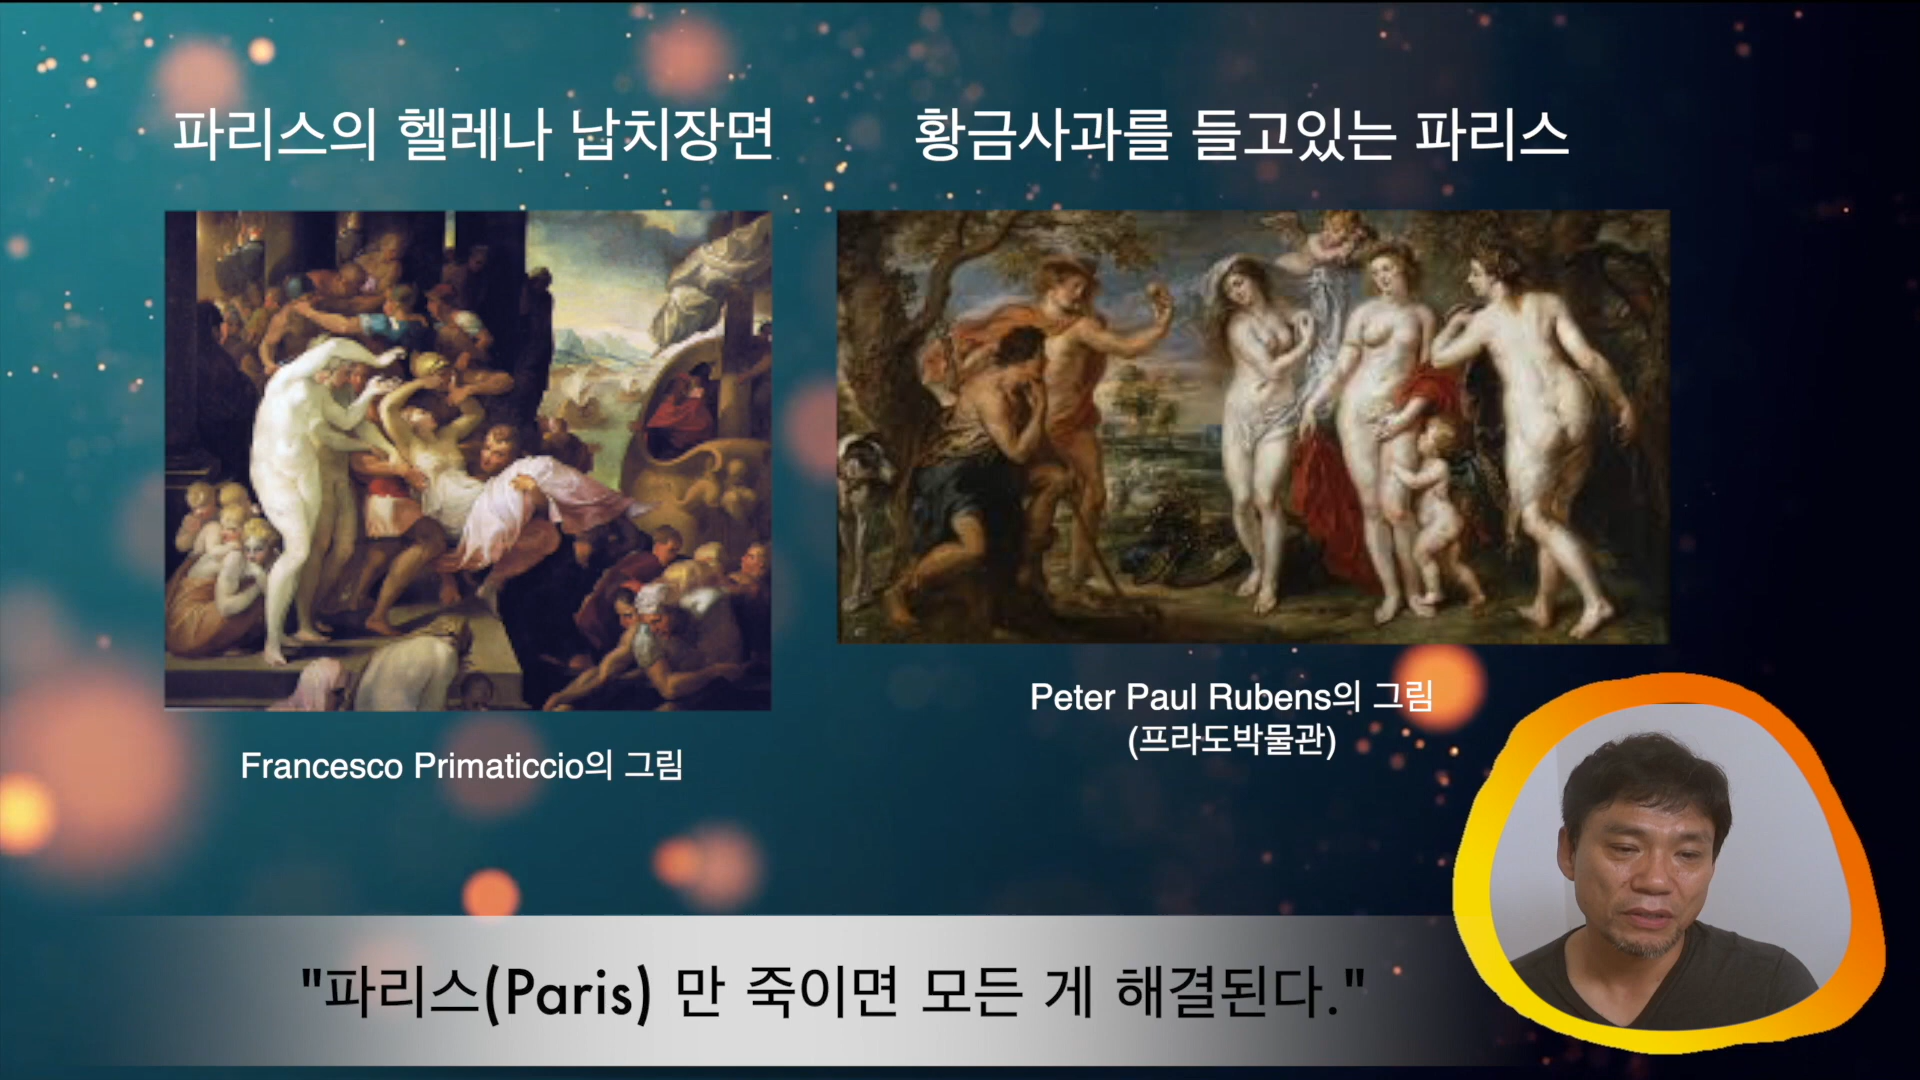 파리스의 헬레나 납치장면
황금사과를 들고있는 파리스
Francesco Primaticcio의 그림
Peter Paul Rubens의 그림
(프라도박물관)
"파리스(Paris) 만 죽이면 모든 게 해결된다."